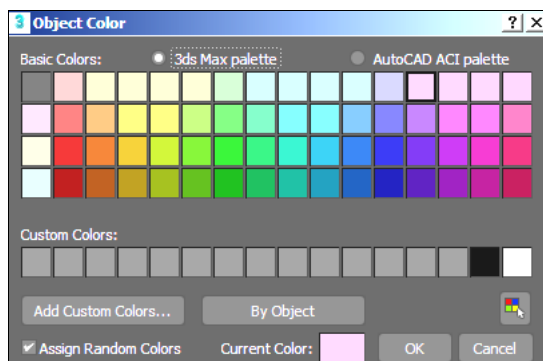 3 Object Color ? ×
Basic Colors: 3ds Max palette AutoCAD ACI palette
Custom Colors:
Add Custom Colors... By Object
Assign Random Colors Current Color: OK Cancel